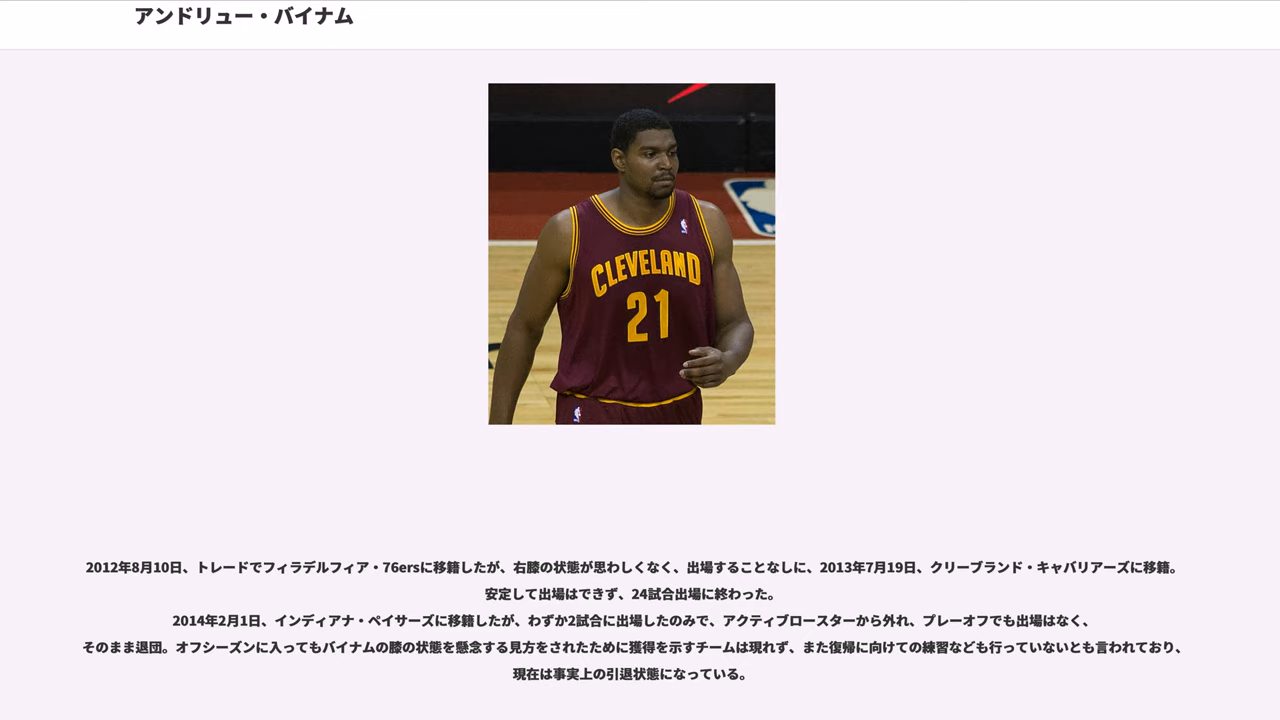 アンドリュー・バイナム
CLEVELAND
21
2012年8月10日、トレードでフィラデルフィア・76ersに移籍したが、右膝の状態が思わしくなく、出場することなしに、2013年7月19日、クリーブランド・キャバリアーズに移籍。
安定して出場はできず、24試合出場に終わった。
2014年2月1日、インディアナ・ペイサーズに移籍したが、わずか2試合に出場したのみで、アクティブロースターから外れ、プレーオフでも出場はなく、
そのまま退団。オフシーズンに入ってもバイナムの膝の状態を懸念する見方をされたために獲得を示すチームは現れず、また復帰に向けての練習なども行っていないとも言われており、
現在は事実上の引退状態になっている。